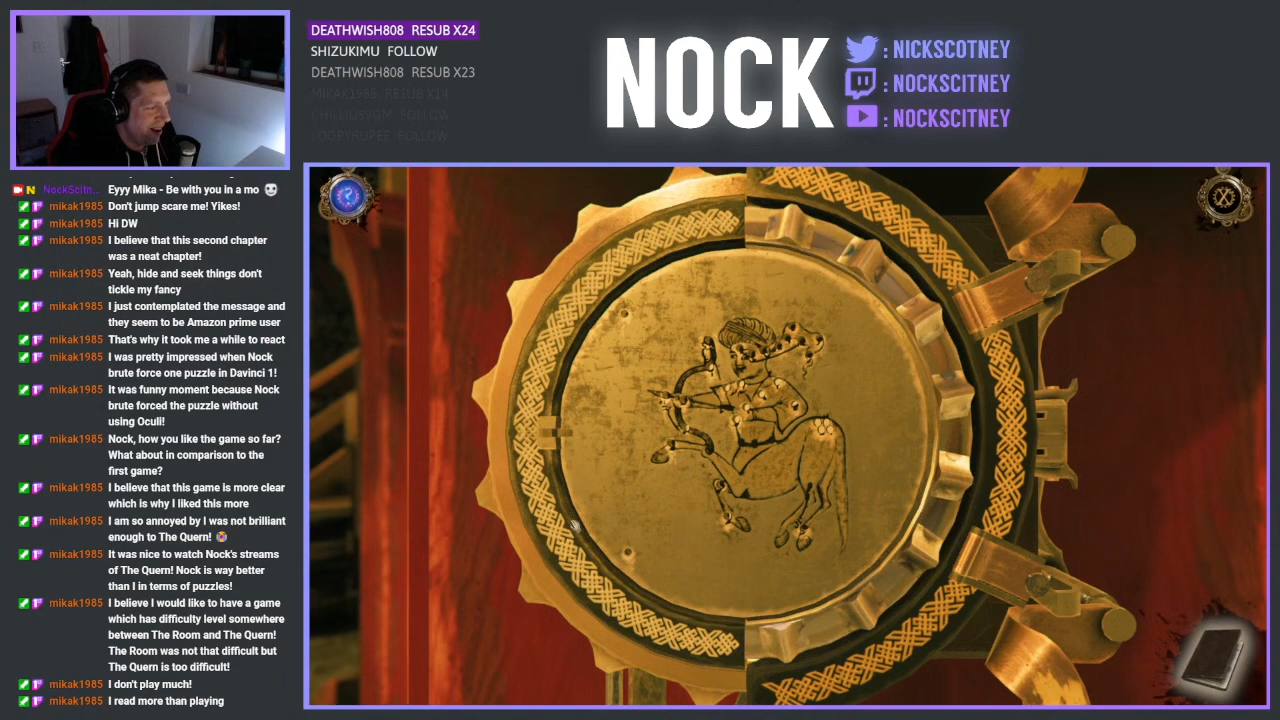 DEATHWISH808 RESUB X24
SHIZUKIMU FOLLOW
DEATHWISH808 RESUB X23
MIKAK1985 RESUB X14
CHILLIUSVGM FOLLOW
LOOPYRUPEE FOLLOW
NOCK
: NICKSCOTNEY
: NOCKSCITNEY
: NOCKSCITNEY
N NockScitn... Eyyy Mika - Be with you in a mo
mikak1985 Don't jump scare me! Yikes!
mikak1985 Hi DW
mikak1985 I believe that this second chapter
was a neat chapter!
mikak1985 Yeah, hide and seek things don't
tickle my fancy
mikak1985 I just contemplated the message and
they seem to be Amazon prime user
mikak1985 That's why it took me a while to react
mikak1985 I was pretty impressed when Nock
brute force one puzzle in Davinci 1!
mikak1985 It was funny moment because Nock
brute forced the puzzle without
using Oculi!
mikak1985 Nock, how you like the game so far?
What about in comparison to the
first game?
mikak1985 I believe that this game is more clear
which is why I liked this more
mikak1985 I am so annoyed by I was not brilliant
enough to The Quern!
mikak1985 It was nice to watch Nock's streams
of The Quern! Nock is way better
than I in terms of puzzles!
mikak1985 I believe I would like to have a game
which has difficulty level somewhere
between The Room and The Quern!
The Room was not that difficult but
The Quern is too difficult!
mikak1985 I don't play much!
mikak1985 I read more than playing